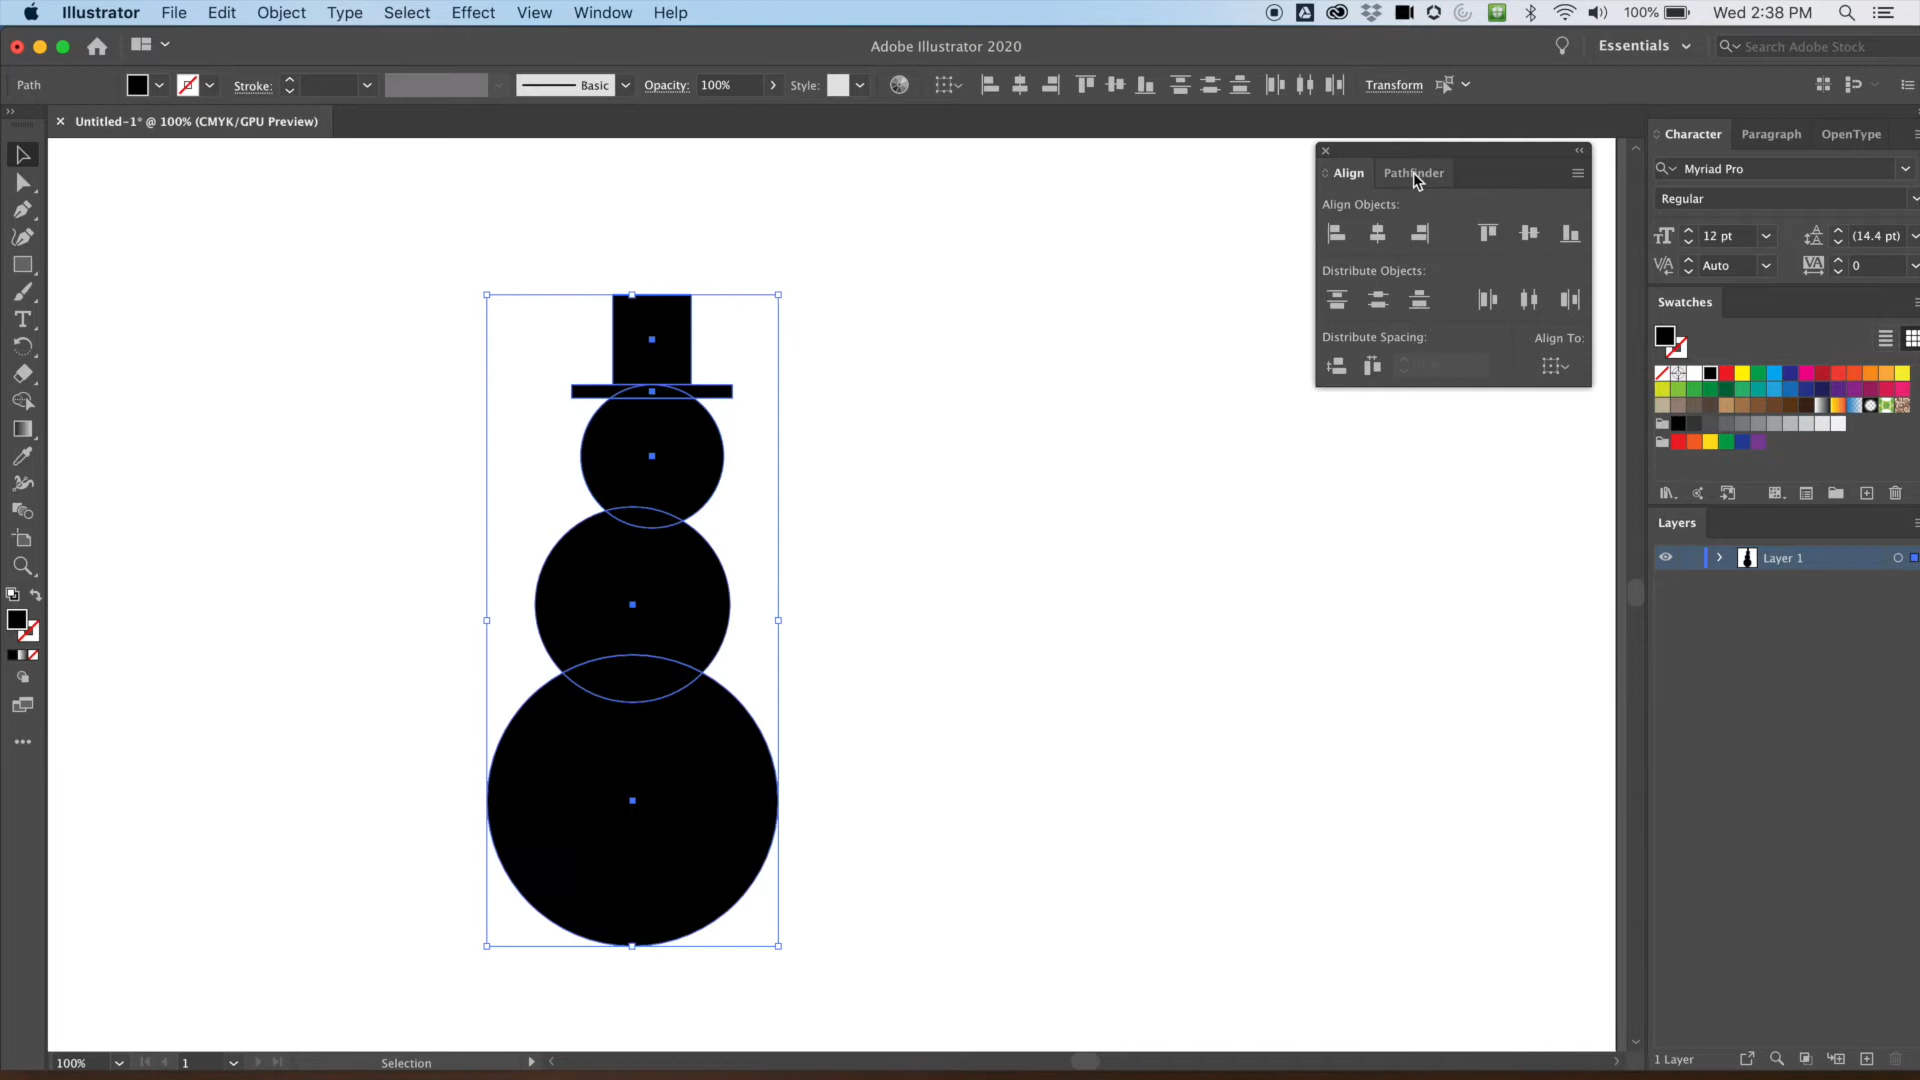 Illustrator File Edit Object Type Select Effect View Window Help
100% Wed 2:38 PM
Adobe Illustrator 2020
Essentials
Search Adobe Stock
Path
Stroke:
Basic
Opacity: 100%
Style:
Transform
Untitled-1* @ 100% (CMYK/GPU Preview)
Align Pathfinder
Align Objects:
Distribute Objects:
Distribute Spacing:
Align To:
Character Paragraph OpenType
Myriad Pro
Regular
12 pt
(14.4 pt)
Auto
0
Swatches
Layers
Layer 1
1 Layer
100%
1
Selection